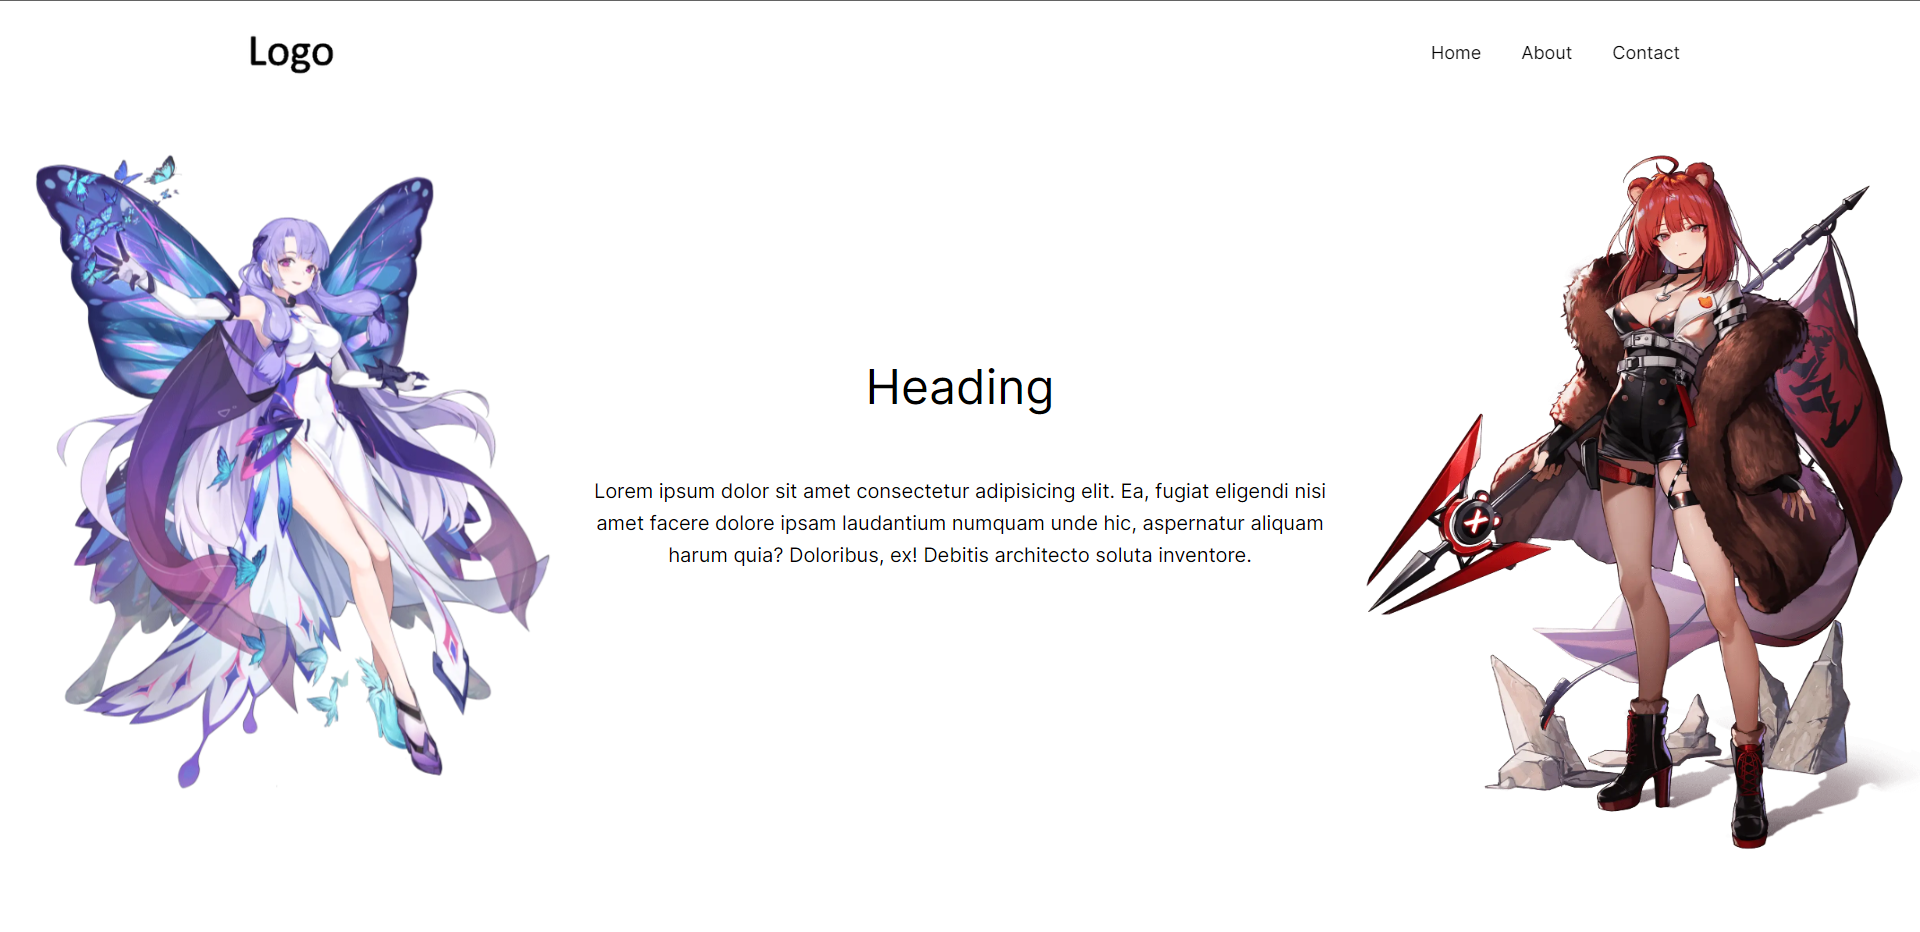 Logo
Home About Contact
Heading
Lorem ipsum dolor sit amet consectetur adipisicing elit. Ea, fugiat eligendi nisi
amet facere dolore ipsam laudantium numquam unde hic, aspernatur aliquam
harum quia? Doloribus, ex! Debitis architecto soluta inventore.